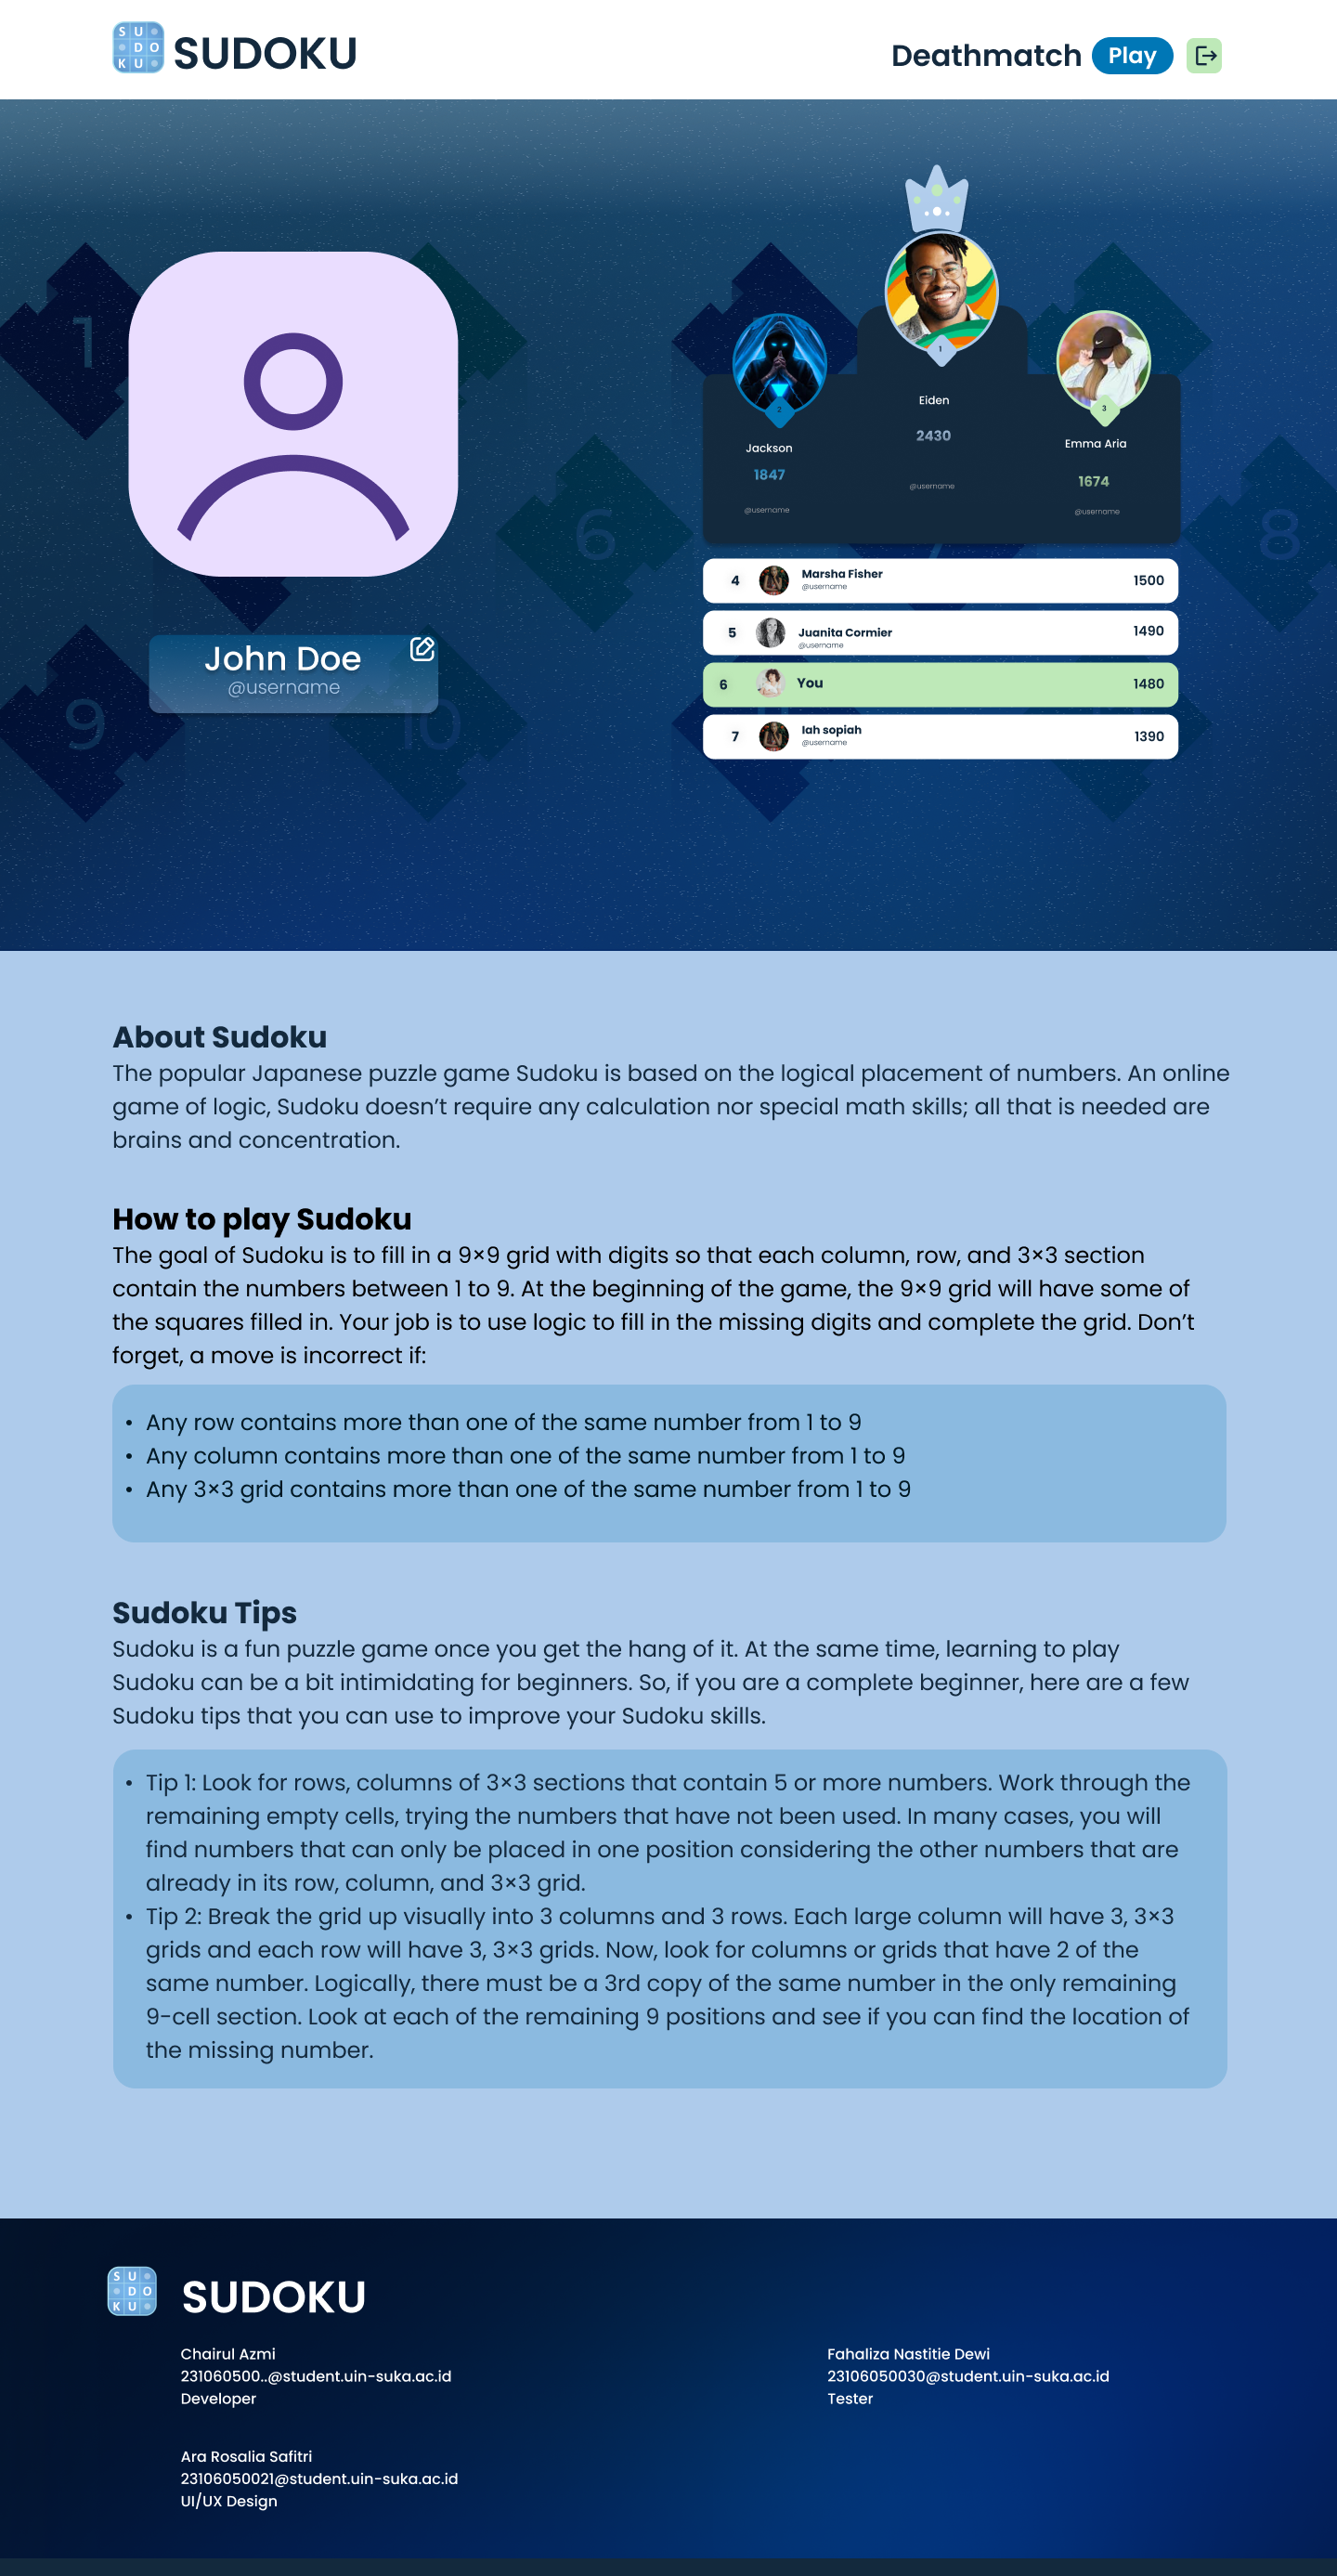 S U
D O
K U
SUDOKU
Deathmatch
Play
1
6
8
9
10
1
2
3
Eiden
2430
@username
Jackson
1847
@username
Emma Aria
1674
@username
4
Marsha Fisher
@username
1500
5
Juanita Cormier
@username
1490
6
You
1480
7
Iah sopiah
@username
1390
John Doe
@username
About Sudoku
The popular Japanese puzzle game Sudoku is based on the logical placement of numbers. An online
game of logic, Sudoku doesn’t require any calculation nor special math skills; all that is needed are
brains and concentration.
How to play Sudoku
The goal of Sudoku is to fill in a 9×9 grid with digits so that each column, row, and 3×3 section
contain the numbers between 1 to 9. At the beginning of the game, the 9×9 grid will have some of
the squares filled in. Your job is to use logic to fill in the missing digits and complete the grid. Don’t
forget, a move is incorrect if:
• Any row contains more than one of the same number from 1 to 9
• Any column contains more than one of the same number from 1 to 9
• Any 3×3 grid contains more than one of the same number from 1 to 9
Sudoku Tips
Sudoku is a fun puzzle game once you get the hang of it. At the same time, learning to play
Sudoku can be a bit intimidating for beginners. So, if you are a complete beginner, here are a few
Sudoku tips that you can use to improve your Sudoku skills.
• Tip 1: Look for rows, columns of 3×3 sections that contain 5 or more numbers. Work through the
remaining empty cells, trying the numbers that have not been used. In many cases, you will
find numbers that can only be placed in one position considering the other numbers that are
already in its row, column, and 3×3 grid.
• Tip 2: Break the grid up visually into 3 columns and 3 rows. Each large column will have 3, 3×3
grids and each row will have 3, 3×3 grids. Now, look for columns or grids that have 2 of the
same number. Logically, there must be a 3rd copy of the same number in the only remaining
9-cell section. Look at each of the remaining 9 positions and see if you can find the location of
the missing number.
S U
D O
K U
SUDOKU
Chairul Azmi
231060500..@student.uin-suka.ac.id
Developer
Fahaliza Nastitie Dewi
23106050030@student.uin-suka.ac.id
Tester
Ara Rosalia Safitri
23106050021@student.uin-suka.ac.id
UI/UX Design